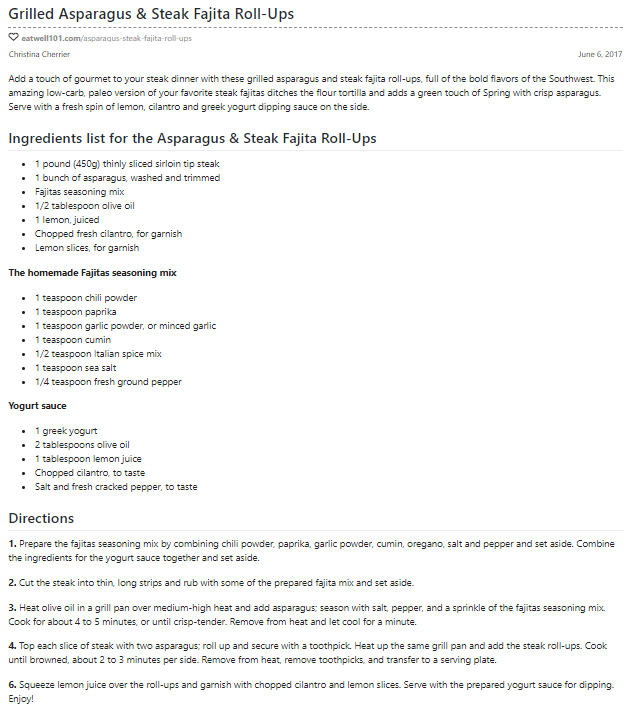 Grilled Asparagus & Steak Fajita Roll-Ups
eatwell101.com/asparagus-steak-fajita-roll-ups
Christina Cherrier June 6, 2017
Add a touch of gourmet to your steak dinner with these grilled asparagus and steak fajita roll-ups, full of the bold flavors of the Southwest. This
amazing low-carb, paleo version of your favorite steak fajitas ditches the flour tortilla and adds a green touch of Spring with crisp asparagus.
Serve with a fresh spin of lemon, cilantro and greek yogurt dipping sauce on the side.
Ingredients list for the Asparagus & Steak Fajita Roll-Ups
• 1 pound (450g) thinly sliced sirloin tip steak
• 1 bunch of asparagus, washed and trimmed
• Fajitas seasoning mix
• 1/2 tablespoon olive oil
• 1 lemon, juiced
• Chopped fresh cilantro, for garnish
• Lemon slices, for garnish
The homemade Fajitas seasoning mix
• 1 teaspoon chili powder
• 1 teaspoon paprika
• 1 teaspoon garlic powder, or minced garlic
• 1 teaspoon cumin
• 1/2 teaspoon Italian spice mix
• 1 teaspoon sea salt
• 1/4 teaspoon fresh ground pepper
Yogurt sauce
• 1 greek yogurt
• 2 tablespoons olive oil
• 1 tablespoon lemon juice
• Chopped cilantro, to taste
• Salt and fresh cracked pepper, to taste
Directions
1. Prepare the fajitas seasoning mix by combining chili powder, paprika, garlic powder, cumin, oregano, salt and pepper and set aside. Combine
the ingredients for the yogurt sauce together and set aside.
2. Cut the steak into thin, long strips and rub with some of the prepared fajita mix and set aside.
3. Heat olive oil in a grill pan over medium-high heat and add asparagus; season with salt, pepper, and a sprinkle of the fajitas seasoning mix.
Cook for about 4 to 5 minutes, or until crisp-tender. Remove from heat and let cool for a minute.
4. Top each slice of steak with two asparagus; roll up and secure with a toothpick. Heat up the same grill pan and add the steak roll-ups. Cook
until browned, about 2 to 3 minutes per side. Remove from heat, remove toothpicks, and transfer to a serving plate.
6. Squeeze lemon juice over the roll-ups and garnish with chopped cilantro and lemon slices. Serve with the prepared yogurt sauce for dipping.
Enjoy!